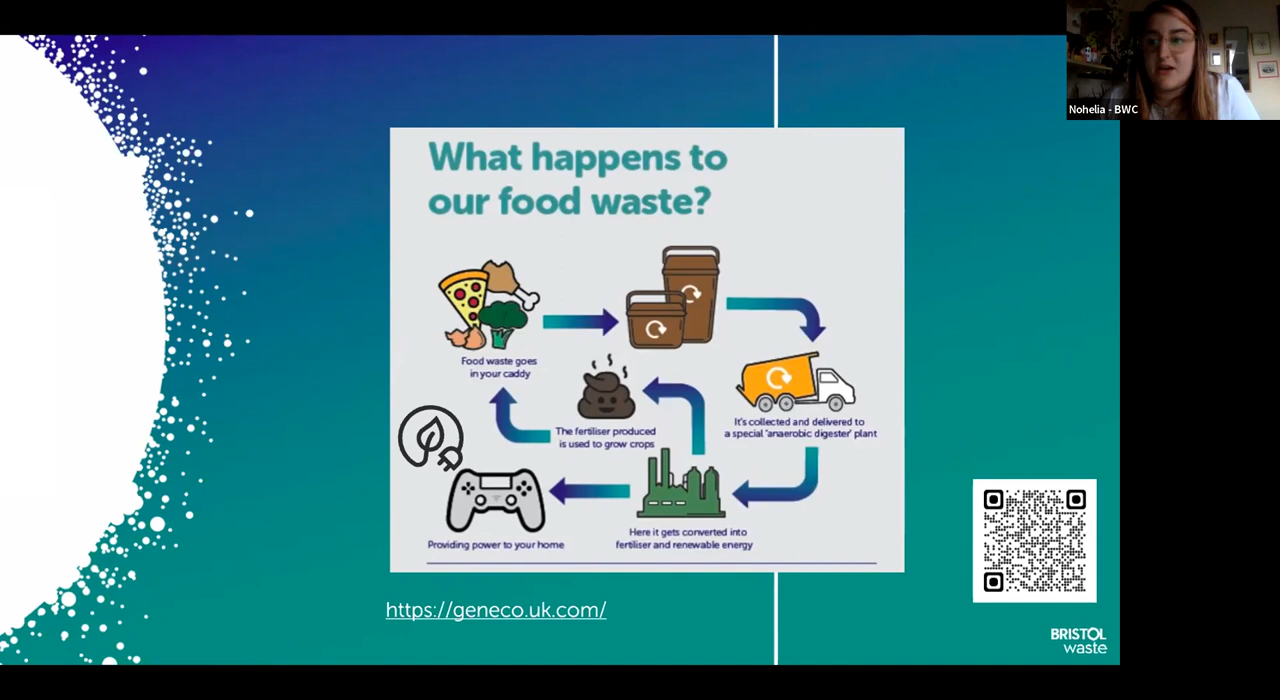 Nohelia - BWC
What happens to
our food waste?
Food waste goes
in your caddy
It's collected and delivered to
a special 'anaerobic digester' plant
The fertiliser produced
is used to grow crops
Here it gets converted into
fertiliser and renewable energy
Providing power to your home
https://geneco.uk.com/
BRISTOL
waste